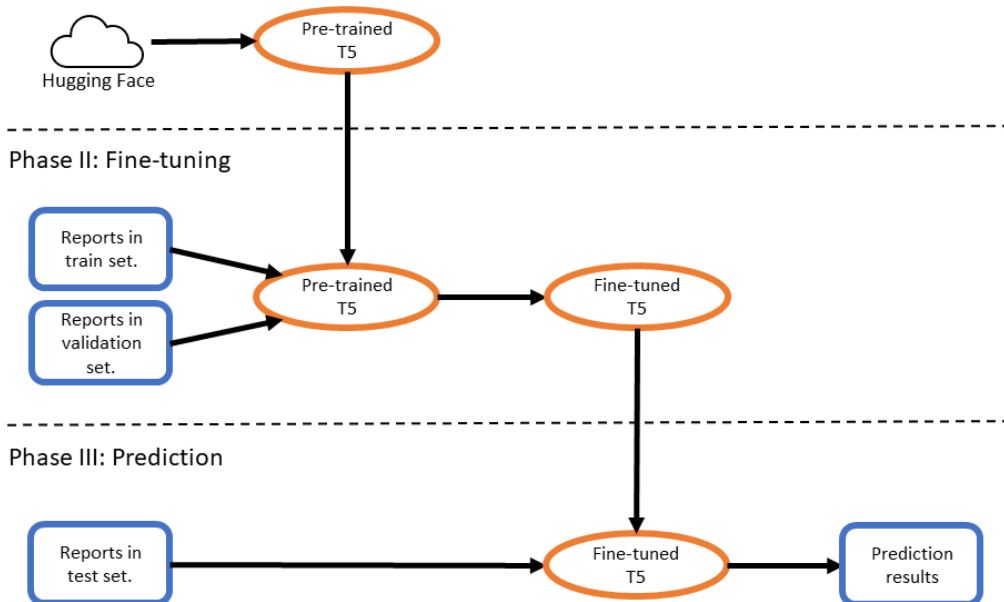 Pre-trained
T5
Hugging Face
Phase II: Fine-tuning
Reports in
train set.
Pre-trained
T5
Fine-tuned
T5
Reports in
validation
set.
Phase III: Prediction
Reports in
test set.
Fine-tuned
T5
Prediction
results